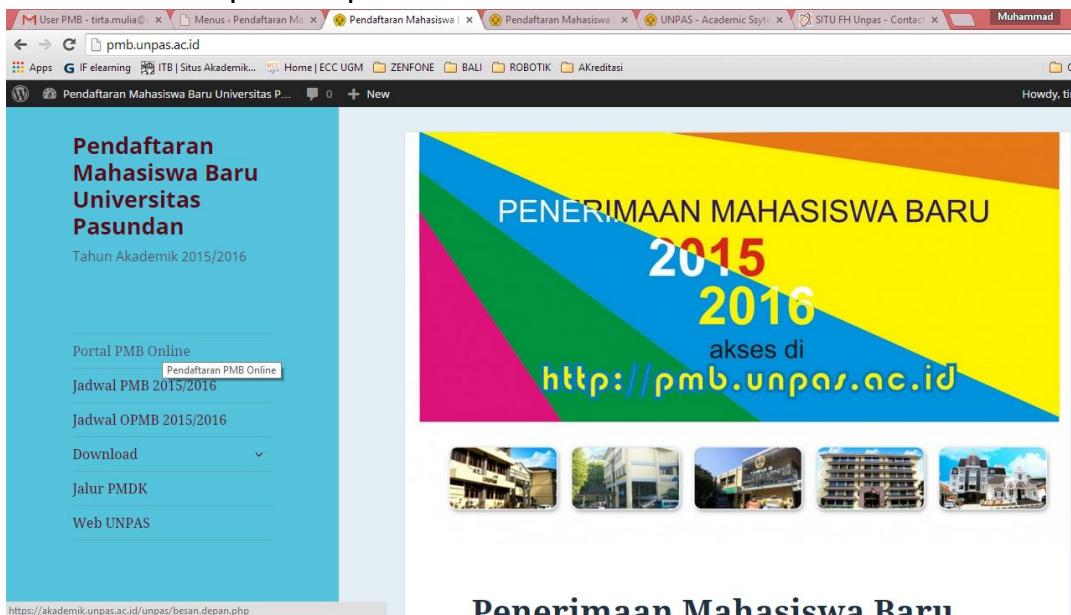 User PMB - tirta.mulia@
Menus ‹ Pendaftaran Ma
Pendaftaran Mahasiswa
Pendaftaran Mahasiswa
UNPAS - Academic Ssyte
SITU FH Unpas - Contact
Muhammad
pmb.unpas.ac.id
Apps IF elearning ITB | Situs Akademik... Home | ECC UGM ZENFONE BALI ROBOTIK AKreditasi
Pendaftaran Mahasiswa Baru Universitas P... 0 + New
Howdy,
Pendaftaran
Mahasiswa Baru
Universitas
Pasundan
Tahun Akademik 2015/2016
Portal PMB Online
Pendaftaran PMB Online
Jadwal PMB 2015/2016
Jadwal OPMB 2015/2016
Download
Jalur PMDK
Web UNPAS
https://akademik.unpas.ac.id/unpas/besan.depan.php
PENERIMAAN MAHASISWA BARU
2015
2016
akses di
http://pmb.unpas.ac.id
Penerimaan Mahasiswa Baru